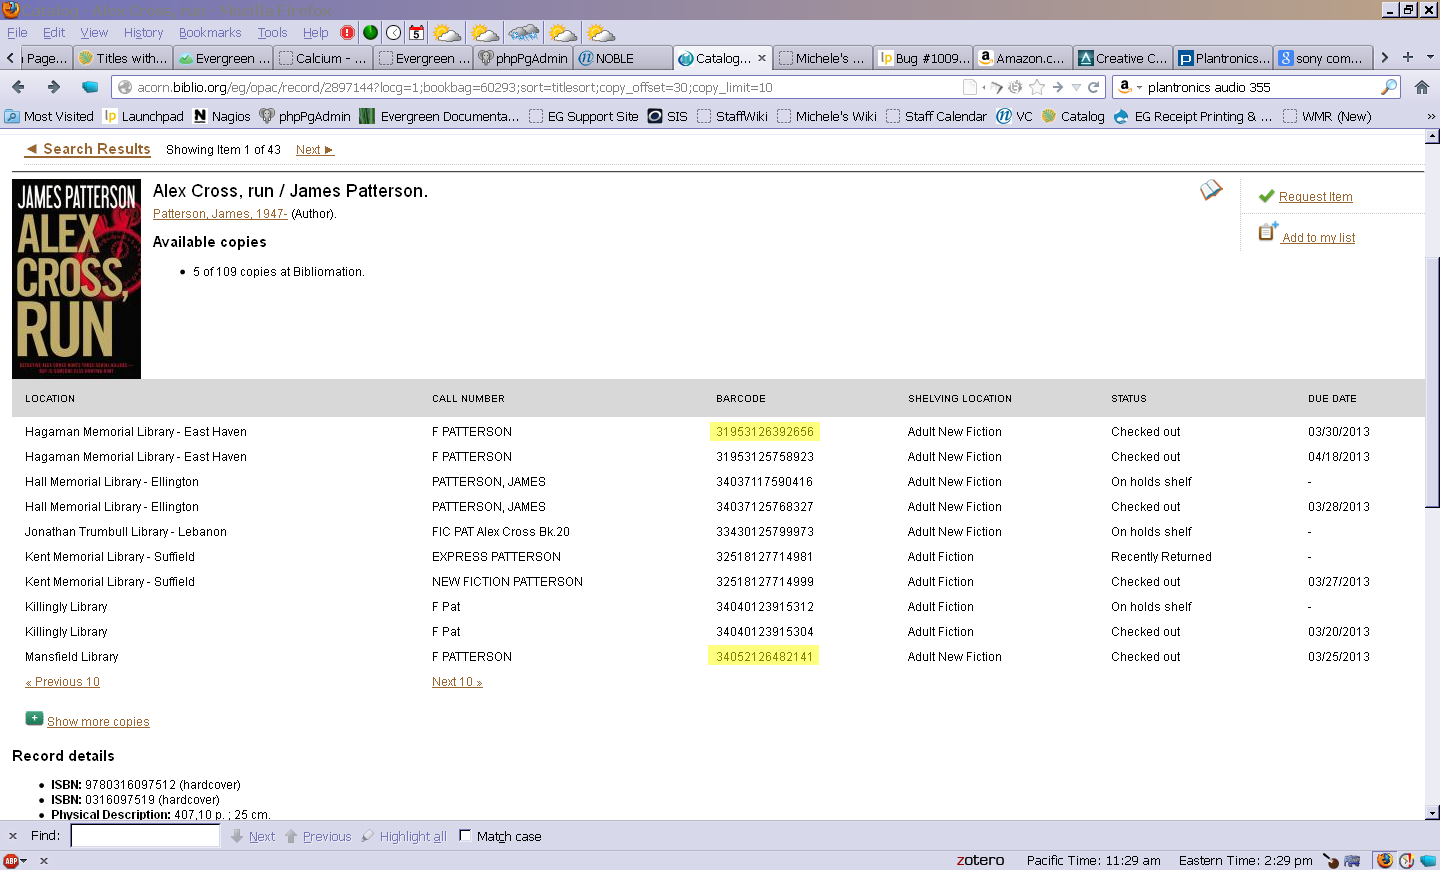 File Edit View History Bookmarks Tools Help 5
Page... Titles with... Evergreen ... Calcium - ... Evergreen ... phpPgAdmin NOBLE Catalog... × Michele's ... Bug #1009... Amazon.c... Creative C... Plantronics... sony com...
acorn.biblio.org/eg/opac/record/2897144?locg=1;bookbag=60293;sort=titlesort;copy_offset=30;copy_limit=10 plantronics audio 355
Most Visited Launchpad Nagios phpPgAdmin Evergreen Documenta... EG Support Site SIS StaffWiki Michele's Wiki Staff Calendar VC Catalog EG Receipt Printing & ... WMR (New) »
◄ Search Results Showing Item 1 of 43 Next ►
JAMES PATTERSON
ALEX
CROSS,
RUN
Alex Cross, run / James Patterson.
Patterson, James, 1947- (Author).
Available copies
• 5 of 109 copies at Bibliomation.
Request Item
Add to my list
LOCATION CALL NUMBER BARCODE SHELVING LOCATION STATUS DUE DATE
Hagaman Memorial Library - East Haven F PATTERSON 31953126392656 Adult New Fiction Checked out 03/30/2013
Hagaman Memorial Library - East Haven F PATTERSON 31953125758923 Adult New Fiction Checked out 04/18/2013
Hall Memorial Library - Ellington PATTERSON, JAMES 34037117590416 Adult New Fiction On holds shelf -
Hall Memorial Library - Ellington PATTERSON, JAMES 34037125768327 Adult New Fiction Checked out 03/28/2013
Jonathan Trumbull Library - Lebanon FIC PAT Alex Cross Bk.20 33430125799973 Adult New Fiction On holds shelf -
Kent Memorial Library - Suffield EXPRESS PATTERSON 32518127714981 Adult Fiction Recently Returned -
Kent Memorial Library - Suffield NEW FICTION PATTERSON 32518127714999 Adult Fiction Checked out 03/27/2013
Killingly Library F Pat 34040123915312 Adult Fiction On holds shelf -
Killingly Library F Pat 34040123915304 Adult Fiction Checked out 03/20/2013
Mansfield Library F PATTERSON 34052126482141 Adult New Fiction Checked out 03/25/2013
« Previous 10 Next 10 »
Show more copies
Record details
• ISBN: 9780316097512 (hardcover)
• ISBN: 0316097519 (hardcover)
• Physical Description: 407,10 p. ; 25 cm.
× Find: Next Previous Highlight all Match case
ABP × zotero Pacific Time: 11:29 am Eastern Time: 2:29 pm